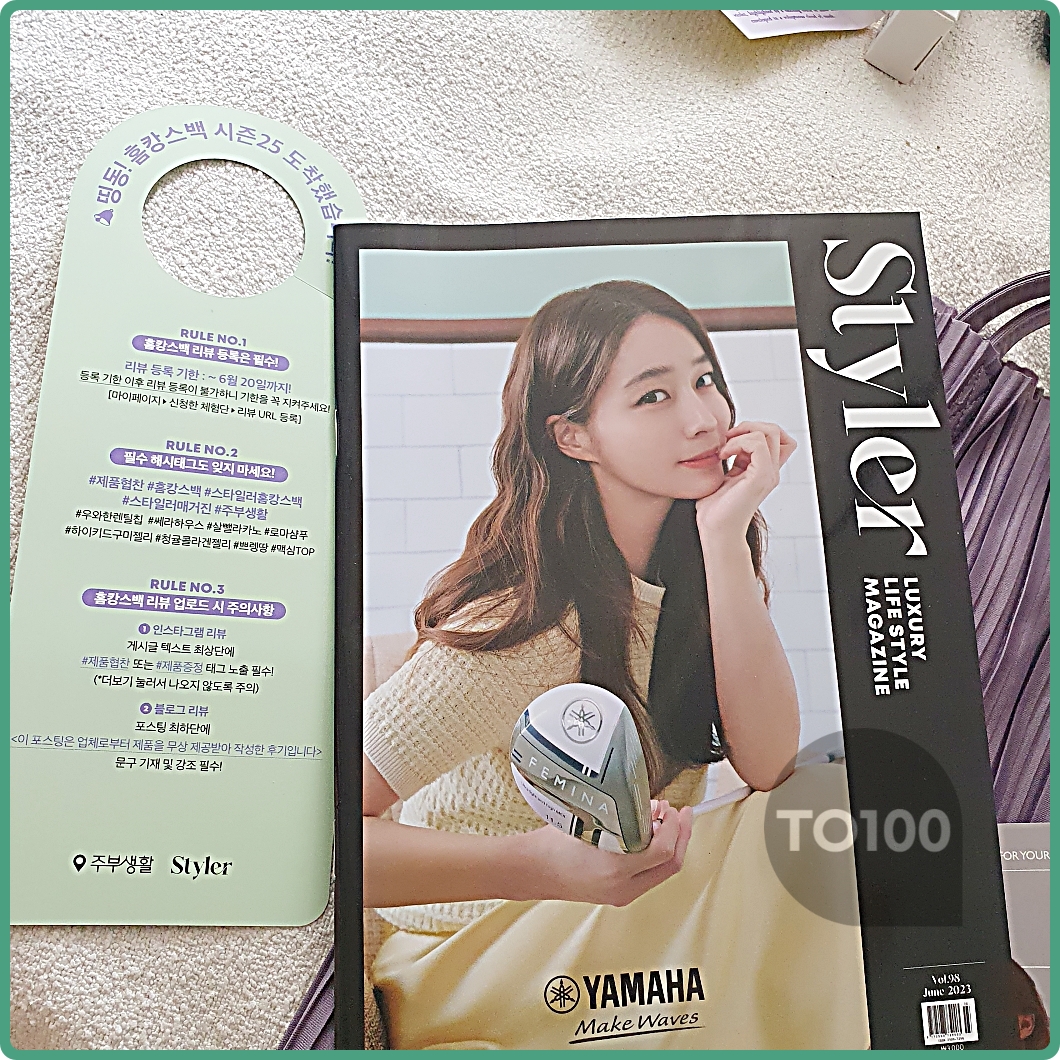 띵동! 홈캉스백 시즌25 도착했습
RULE NO.1
홈캉스백 리뷰 등록은 필수!
리뷰 등록 기한 : ~ 6월 20일까지!
등록 기한 이후 리뷰 등록이 불가하니 기한을 꼭 지켜주세요!
[마이페이지 ▸ 신청한 체험단 ▸ 리뷰 URL 등록]
RULE NO.2
필수 해시태그도 잊지 마세요!
#제품협찬 #홈캉스백 #스타일러홈캉스백
#스타일러매거진 #주부생활
#우와한렌틸칩 #쎄라하우스 #살뺄라카노 #로마샴푸
#하이키드구미젤리 #청귤콜라겐젤리 #쁘렝땅 #맥심TOP
RULE NO.3
홈캉스백 리뷰 업로드 시 주의사항
1 인스타그램 리뷰
게시글 텍스트 최상단에
#제품협찬 또는 #제품증정 태그 노출 필수!
(*더보기 눌러서 나오지 않도록 주의)
2 블로그 리뷰
포스팅 최하단에
<이 포스팅은 업체로부터 제품을 무상 제공받아 작성한 후기입니다>
문구 기재 및 강조 필수!
주부생활 Styler
Styler
LUXURY
LIFE STYLE
MAGAZINE
FEMINA
YAMAHA
Make Waves
TO100
FOR YOUR
Vol.98
June 2023